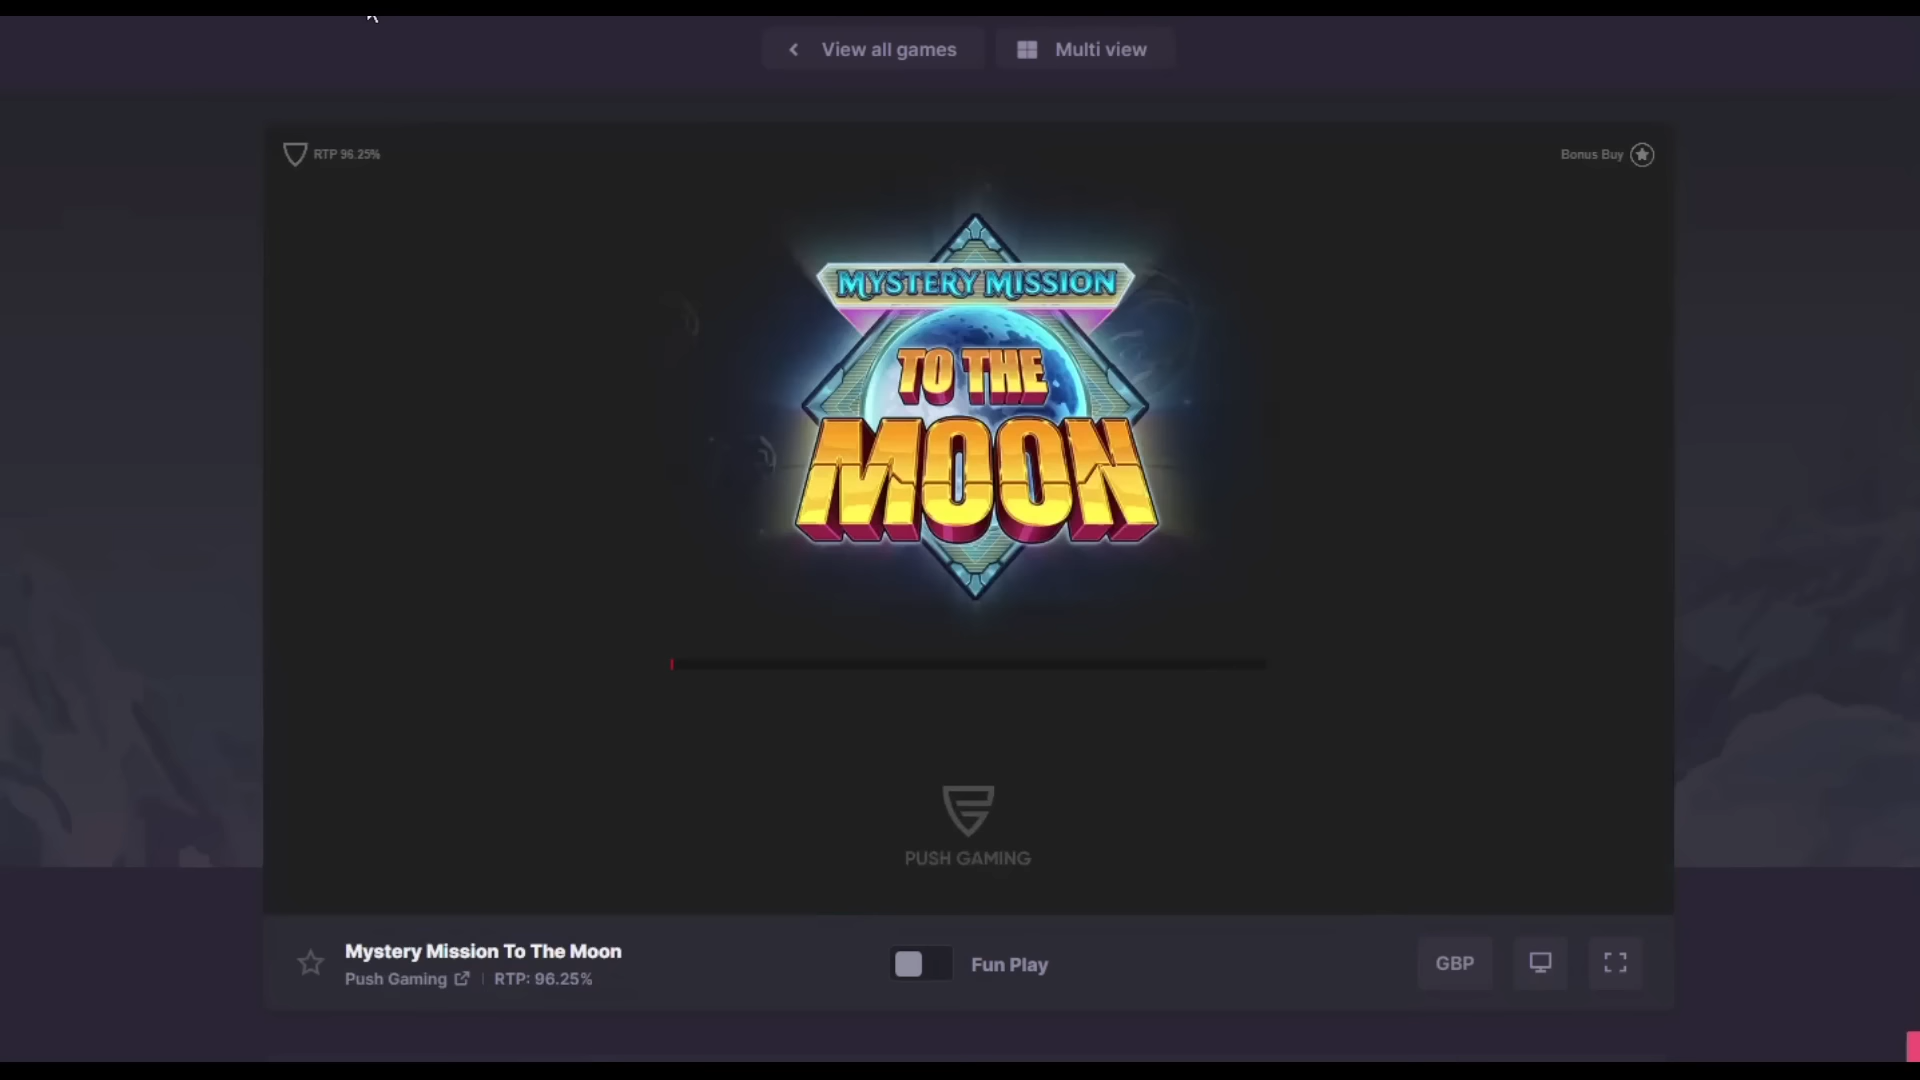 View all games
Multi view
RTP 96.25%
Bonus Buy
MYSTERY MISSION
TO THE
MOON
PUSH GAMING
Mystery Mission To The Moon
Push Gaming | RTP: 96.25%
Fun Play
GBP